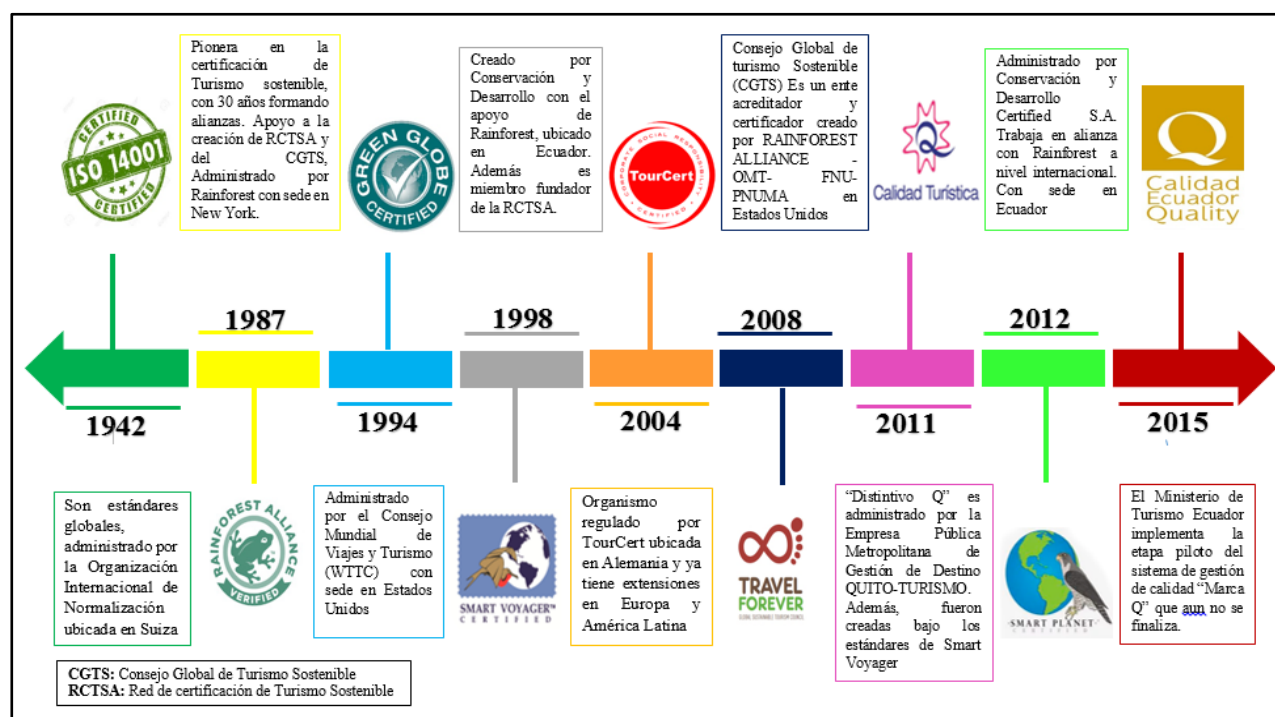 CERTIFIED
ISO 14001
CERTIFIED
Pionera en la
certificación de
Turismo sostenible,
con 30 años formando
alianzas. Apoyo a la
creación de RCTSA y
del CGTS,
Administrado por
Rainforest con sede en
New York.
GREEN GLOBE
CERTIFIED
Creado por
Conservación y
Desarrollo con el
apoyo de
Rainforest, ubicado
en Ecuador.
Además es
miembro fundador
de la RCTSA.
CORPORATE SOCIAL RESPONSIBILITY
TourCert
CERTIFIED
Consejo Global de
turismo Sostenible
(CGTS) Es un ente
acreditador y
certificador creado
por RAINFOREST
ALLIANCE -
OMT- FNU-
PNUMA en
Estados Unidos
Q
Calidad Turística
Administrado por
Conservación y
Desarrollo
Certified S.A.
Trabaja en alianza
con Rainforest a
nivel internacional.
Con sede en
Ecuador
Q
Calidad
Ecuador
Quality
1987
1998
2008
2012
1942
1994
2004
2011
2015
Son estándares
globales,
administrado por
la Organización
Internacional de
Normalización
ubicada en Suiza
RAINFOREST ALLIANCE
VERIFIED
Administrado
por el Consejo
Mundial de
Viajes y Turismo
(WTTC) con
sede en Estados
Unidos
SMART VOYAGER™
CERTIFIED
Organismo
regulado por
TourCert ubicada
en Alemania y ya
tiene extensiones
en Europa y
América Latina
TRAVEL
FOREVER
GLOBAL SUSTAINABLE TOURISM COUNCIL
“Distintivo Q” es
administrado por la
Empresa Pública
Metropolitana de
Gestión de Destino
QUITO-TURISMO.
Además, fueron
creadas bajo los
estándares de Smart
Voyager
SMART PLANET
CERTIFIED
El Ministerio de
Turismo Ecuador
implementa la
etapa piloto del
sistema de gestión
de calidad “Marca
Q” que aun no se
finaliza.
CGTS: Consejo Global de Turismo Sostenible
RCTSA: Red de certificación de Turismo Sostenible